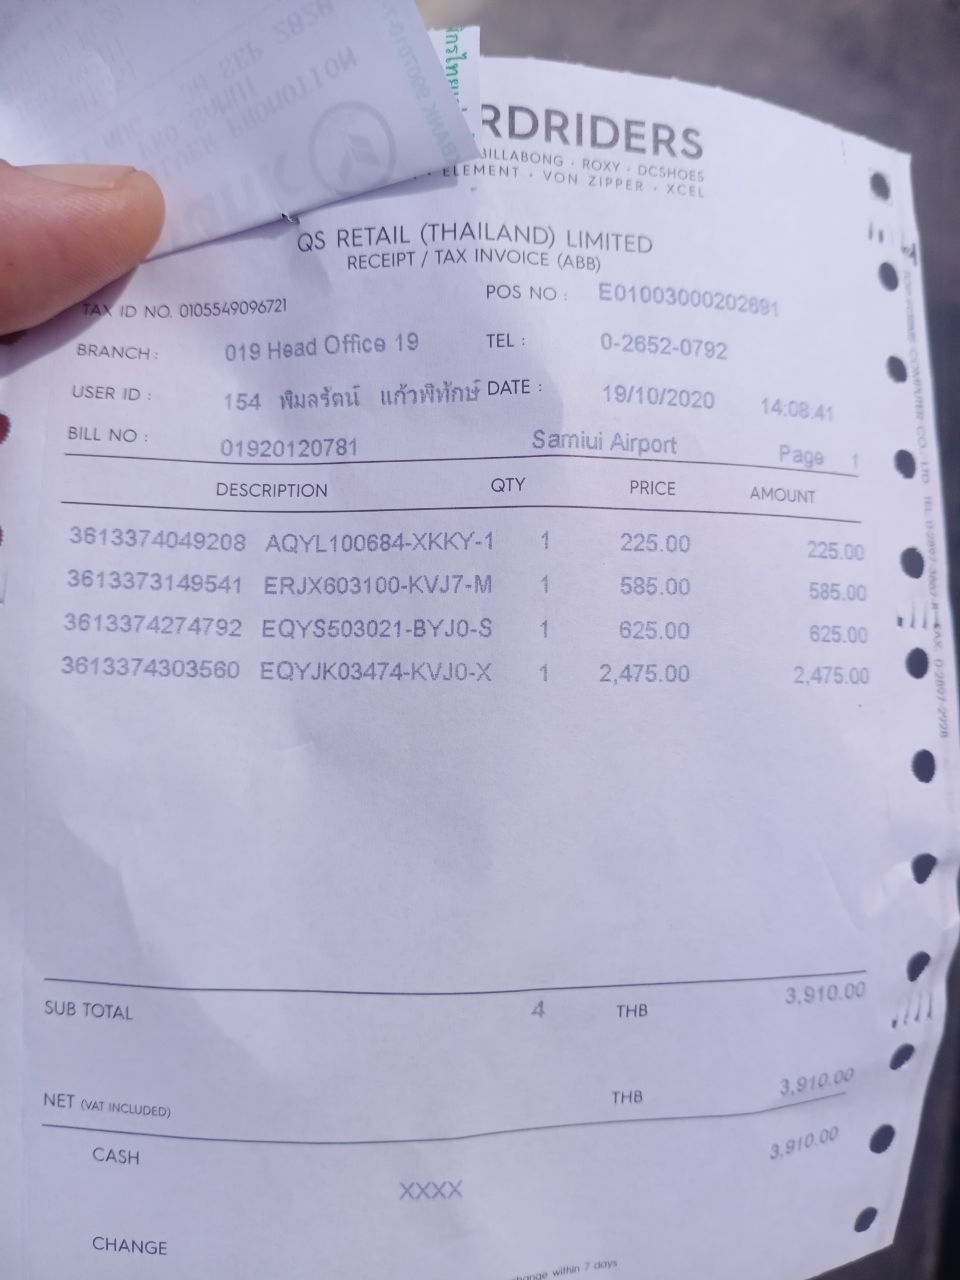 RDRIDERS
BILLABONG · ROXY · DCSHOES
· ELEMENT · VON ZIPPER · XCEL
QS RETAIL (THAILAND) LIMITED
RECEIPT / TAX INVOICE (ABB)
TAX ID NO. 0105549096721 POS NO : E01003000202691
BRANCH : 019 Head Office 19 TEL : 0-2652-0792
USER ID : 154 พิมลรัตน์ แก้วพิทักษ์ DATE : 19/10/2020 14:08:41
BILL NO : 01920120781 Samiui Airport Page 1
DESCRIPTION QTY PRICE AMOUNT
3613374049208 AQYL100684-XKKY-1 1 225.00 225.00
3613373149541 ERJX603100-KVJ7-M 1 585.00 585.00
3613374274792 EQYS503021-BYJ0-S 1 625.00 625.00
3613374303560 EQYJK03474-KVJ0-X 1 2,475.00 2,475.00
SUB TOTAL 4 THB 3,910.00
NET (VAT INCLUDED) THB 3,910.00
CASH 3,910.00
XXXX
CHANGE
within 7 days